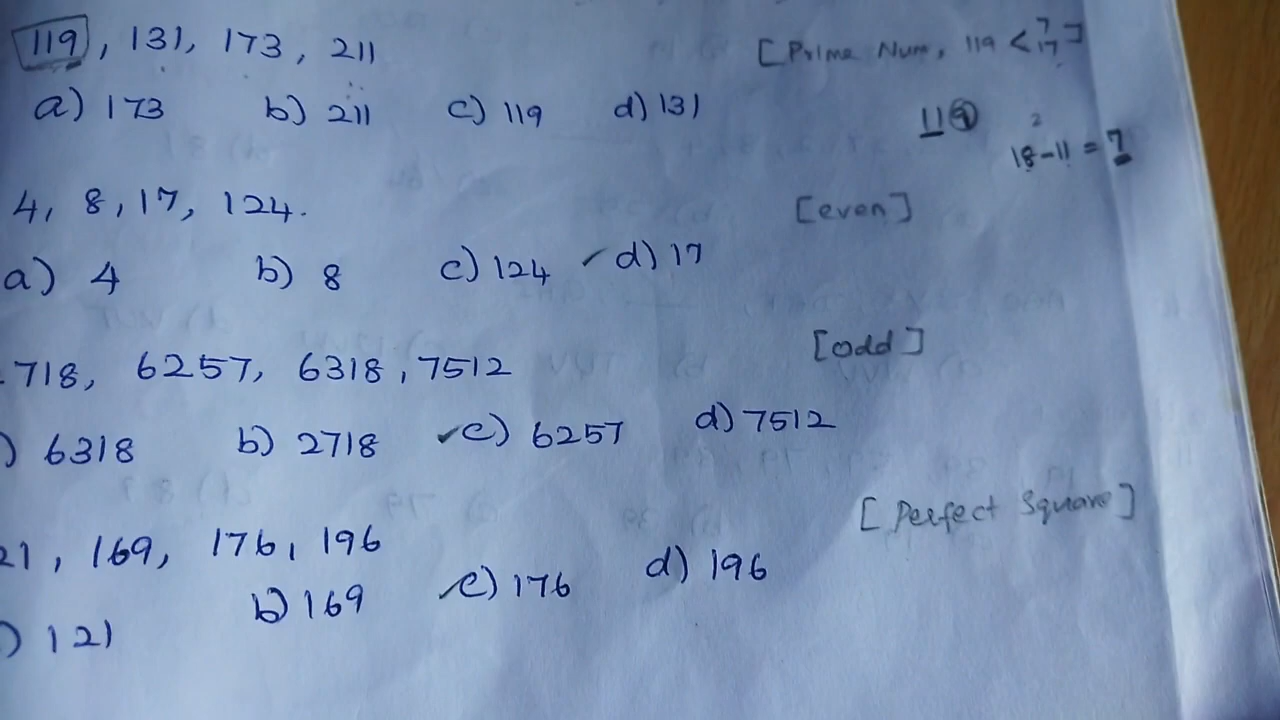 119, 131, 173, 211 [Prime Num, 119 < 7 17]
a) 173 b) 211 c) 119 d) 131
119 2 18-11 = 7
4, 8, 17, 124. [even]
a) 4 b) 8 c) 124 ✓ d) 17
718, 6257, 6318, 7512 [odd]
) 6318 b) 2718 ✓ c) 6257 d) 7512
21, 169, 176, 196 [Perfect Square]
) 121 b) 169 ✓ c) 176 d) 196